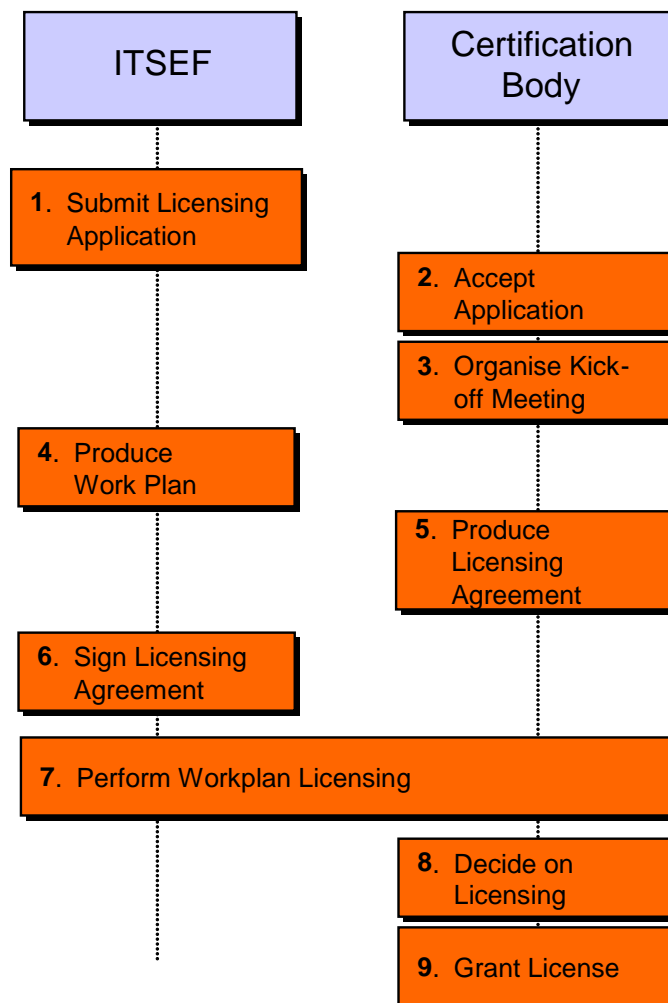 ITSEF
Certification
Body
1. Submit Licensing
Application
2. Accept
Application
3. Organise Kick-
off Meeting
4. Produce
Work Plan
5. Produce
Licensing
Agreement
6. Sign Licensing
Agreement
7. Perform Workplan Licensing
8. Decide on
Licensing
9. Grant License